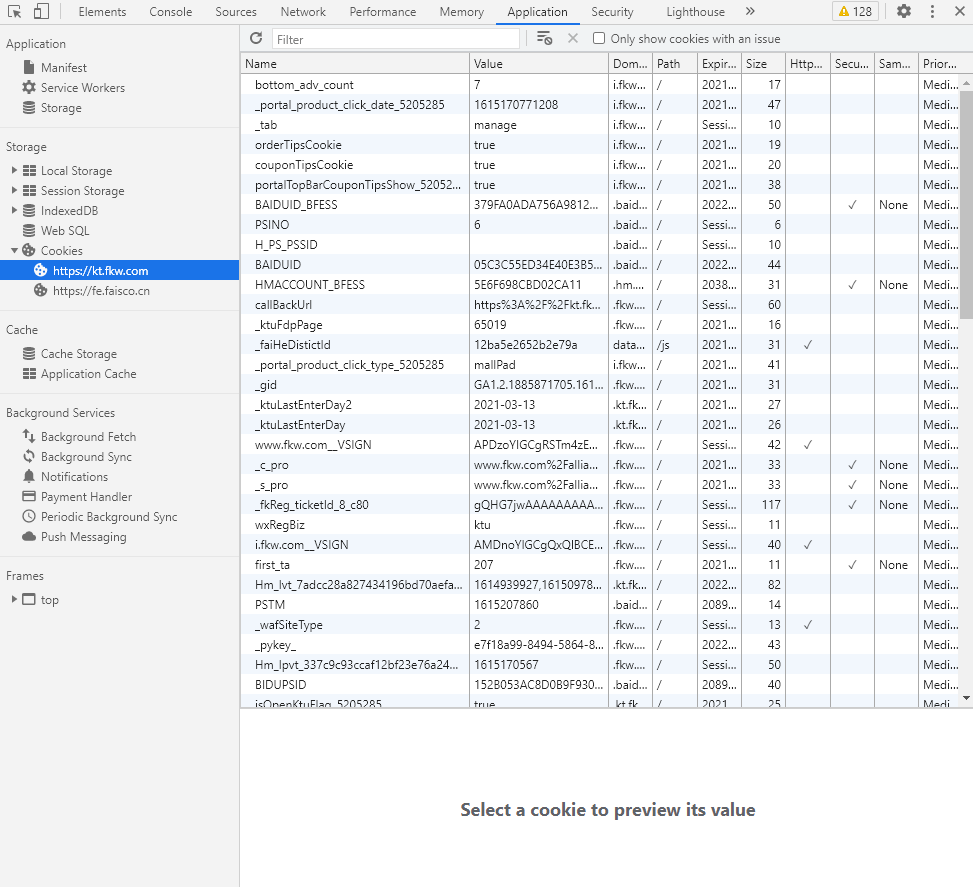 Elements Console Sources Network Performance Memory Application Security Lighthouse » 128
Application
Manifest
Service Workers
Storage
Storage
Local Storage
Session Storage
IndexedDB
Web SQL
Cookies
https://kt.fkw.com
https://fe.faisco.cn
Cache
Cache Storage
Application Cache
Background Services
Background Fetch
Background Sync
Notifications
Payment Handler
Periodic Background Sync
Push Messaging
Frames
top
Filter Only show cookies with an issue
Name Value Dom... Path Expir... Size Http... Secu... Sam... Prior...
bottom_adv_count 7 i.fkw... / 2021... 17 Medi...
_portal_product_click_date_5205285 1615170771208 i.fkw... / 2021... 47 Medi...
_tab manage i.fkw... / Sessi... 10 Medi...
orderTipsCookie true i.fkw... / 2021... 19 Medi...
couponTipsCookie true i.fkw... / 2021... 20 Medi...
portalTopBarCouponTipsShow_52052... true i.fkw... / 2021... 38 Medi...
BAIDUID_BFESS 379FA0ADA756A9812... .baid... / 2022... 50 ✓ None Medi...
PSINO 6 .baid... / Sessi... 6 Medi...
H_PS_PSSID .baid... / Sessi... 10 Medi...
BAIDUID 05C3C55ED34E40E3B5... .baid... / 2022... 44 Medi...
HMACCOUNT_BFESS 5E6F698CBD02CA11 .hm.... / 2038... 31 ✓ None Medi...
callBackUrl https%3A%2F%2Fkt.fk... .fkw.... / Sessi... 60 Medi...
_ktuFdpPage 65019 .fkw.... / 2021... 16 Medi...
_faiHeDistictId 12ba5e2652b2e79a data... /js 2021... 31 ✓ Medi...
_portal_product_click_type_5205285 mallPad i.fkw... / 2021... 41 Medi...
_gid GA1.2.1885871705.161... .fkw.... / 2021... 31 Medi...
_ktuLastEnterDay2 2021-03-13 .kt.fk... / 2021... 27 Medi...
_ktuLastEnterDay 2021-03-13 .kt.fk... / 2021... 26 Medi...
www.fkw.com__VSIGN APDzoYIGCgRSTm4zE... .fkw.... / Sessi... 42 ✓ Medi...
_c_pro www.fkw.com%2Fallia... .fkw.... / 2021... 33 ✓ None Medi...
_s_pro www.fkw.com%2Fallia... .fkw.... / Sessi... 33 ✓ None Medi...
_fkReg_ticketId_8_c80 gQHG7jwAAAAAAAAA... .fkw.... / Sessi... 117 ✓ None Medi...
wxRegBiz ktu .fkw.... / Sessi... 11 Medi...
i.fkw.com__VSIGN AMDnoYIGCgQxQIBCE... .fkw.... / Sessi... 40 ✓ Medi...
first_ta 207 .fkw.... / 2021... 11 ✓ None Medi...
Hm_lvt_7adcc28a827434196bd70aefa... 1614939927,16150978... .kt.fk... / 2022... 82 Medi...
PSTM 1615207860 .baid... / 2089... 14 Medi...
_wafSiteType 2 .fkw.... / Sessi... 13 ✓ Medi...
_pykey_ e7f18a99-8494-5864-8... .fkw.... / 2022... 43 Medi...
Hm_lpvt_337c9c93ccaf12bf23e76a24... 1615170567 .fkw.... / Sessi... 50 Medi...
BIDUPSID 152B053AC8D0B9F930... .baid... / 2089... 40 Medi...
isOpenKtuFlag_5205285 true .kt.fk... / 2021... 25 Medi...
Select a cookie to preview its value